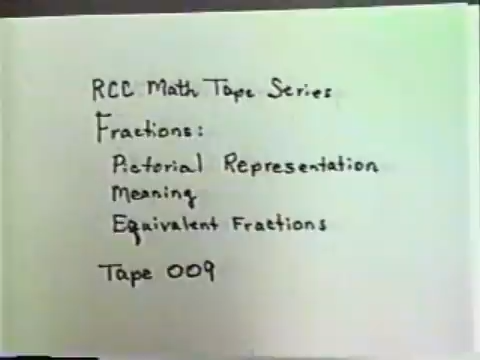 RCC Math Tape Series
Fractions:
Pictorial Representation
Meaning
Equivalent Fractions
Tape 009